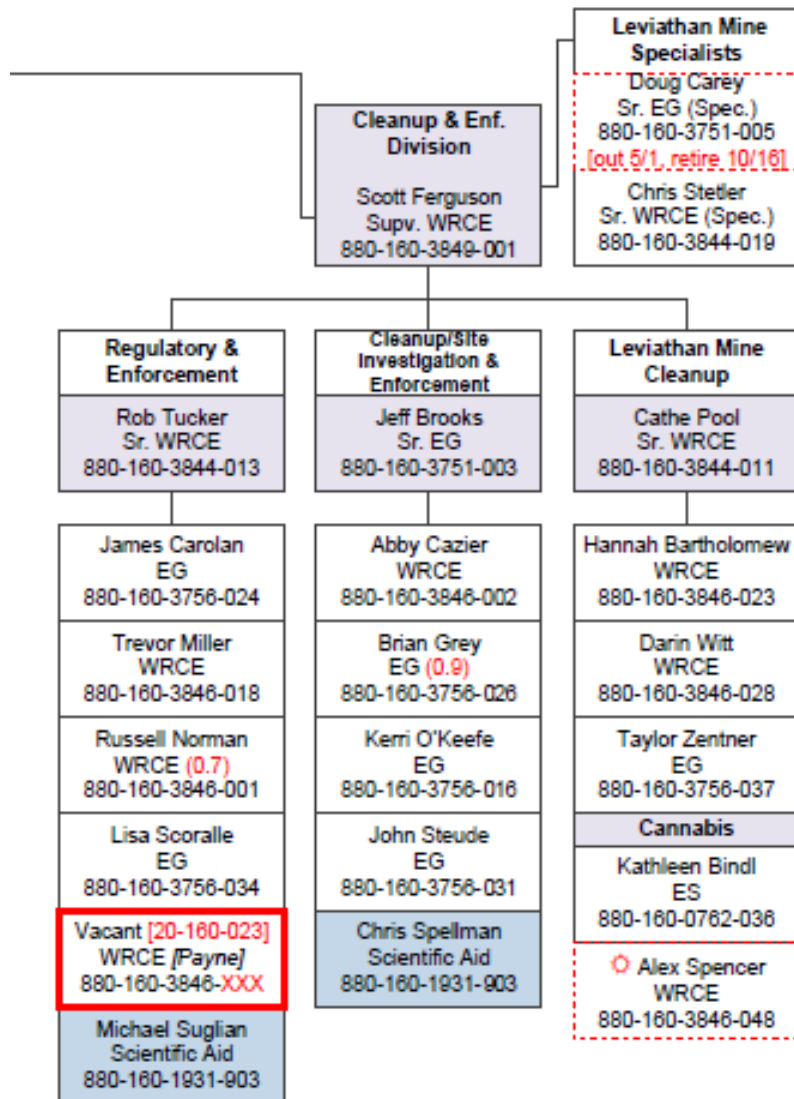 Leviathan Mine
Specialists
Doug Carey
Sr. EG (Spec.)
880-160-3751-005
[out 5/1, retire 10/16]
Chris Stetler
Sr. WRCE (Spec.)
880-160-3844-019
Cleanup & Enf.
Division
Scott Ferguson
Supv. WRCE
880-160-3849-001
Regulatory &
Enforcement
Rob Tucker
Sr. WRCE
880-160-3844-013
James Carolan
EG
880-160-3756-024
Trevor Miller
WRCE
880-160-3846-018
Russell Norman
WRCE (0.7)
880-160-3846-001
Lisa Scoralle
EG
880-160-3756-034
Vacant [20-160-023]
WRCE [Payne]
880-160-3846-XXX
Michael Suglian
Scientific Aid
880-160-1931-903
Cleanup/Site
Investigation &
Enforcement
Jeff Brooks
Sr. EG
880-160-3751-003
Abby Cazier
WRCE
880-160-3846-002
Brian Grey
EG (0.9)
880-160-3756-026
Kerri O'Keefe
EG
880-160-3756-016
John Steude
EG
880-160-3756-031
Chris Spellman
Scientific Aid
880-160-1931-903
Leviathan Mine
Cleanup
Cathe Pool
Sr. WRCE
880-160-3844-011
Hannah Bartholomew
WRCE
880-160-3846-023
Darin Witt
WRCE
880-160-3846-028
Taylor Zentner
EG
880-160-3756-037
Cannabis
Kathleen Bindl
ES
880-160-0762-036
Alex Spencer
WRCE
880-160-3846-048